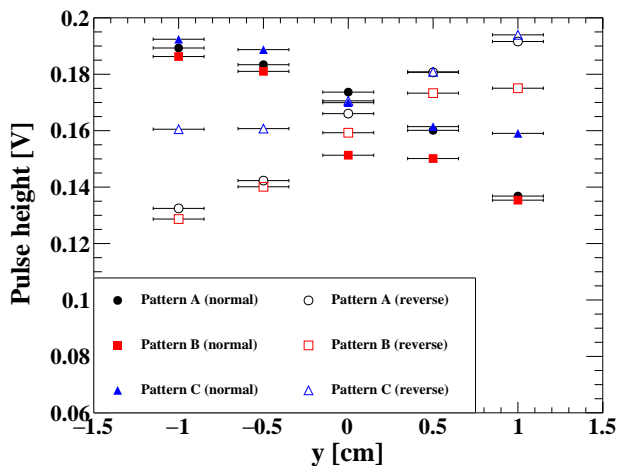 Pulse height [V]
0.2
0.18
0.16
0.14
0.12
0.1
0.08
0.06
Pattern A (normal) Pattern A (reverse)
Pattern B (normal) Pattern B (reverse)
Pattern C (normal) Pattern C (reverse)
−1.5 −1 −0.5 0 0.5 1 1.5
y [cm]